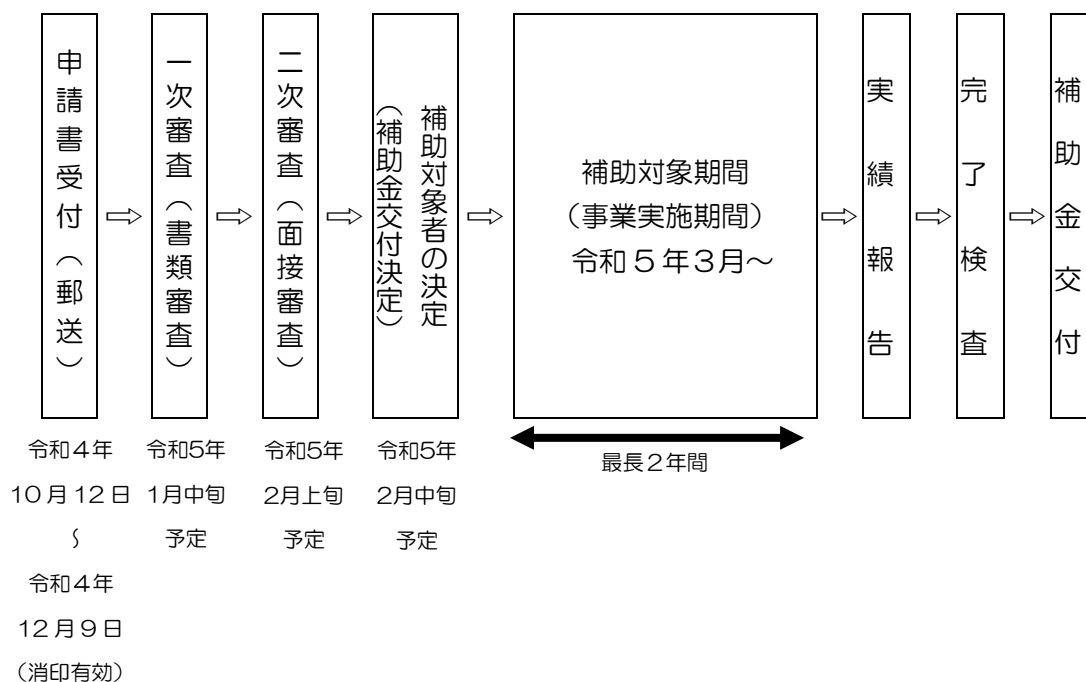 申請書受付（郵送）
一次審査（書類審査）
二次審査（面接審査）
補助対象者の決定
（補助金交付決定）
補助対象期間
（事業実施期間）
令和５年３月～
実績報告
完了検査
補助金交付
令和４年
10月12日
～
令和４年
12月９日
（消印有効）
令和5年
1月中旬
予定
令和5年
2月上旬
予定
令和5年
2月中旬
予定
最長２年間